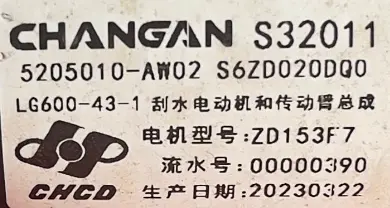 CHANGAN S32011
5205010-AW02 S6ZD020DQ0
LG600-43-1 刮水电动机和传动臂总成
电机型号:ZD153F7
流水号:00000390
CHCD 生产日期:20230322